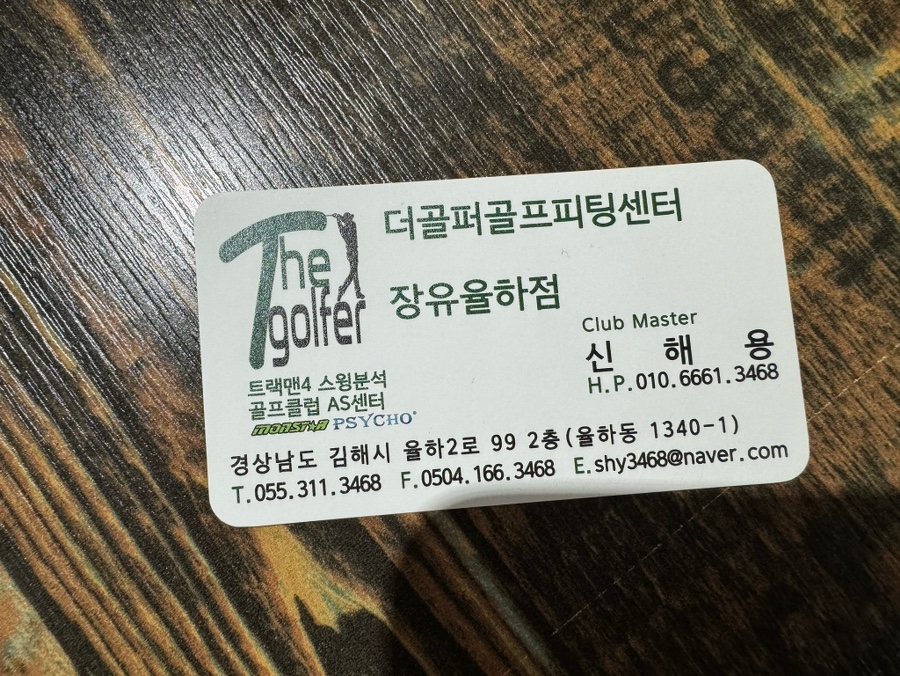 The
golfer
더골퍼골프피팅센터
장유율하점
Club Master
신 해 용
H.P.010.6661.3468
트랙맨4 스윙분석
골프클럽 AS센터
MONSTAR PSYCHO®
경상남도 김해시 율하2로 99 2층(율하동 1340-1)
T.055.311.3468 F.0504.166.3468 E.shy3468@naver.com